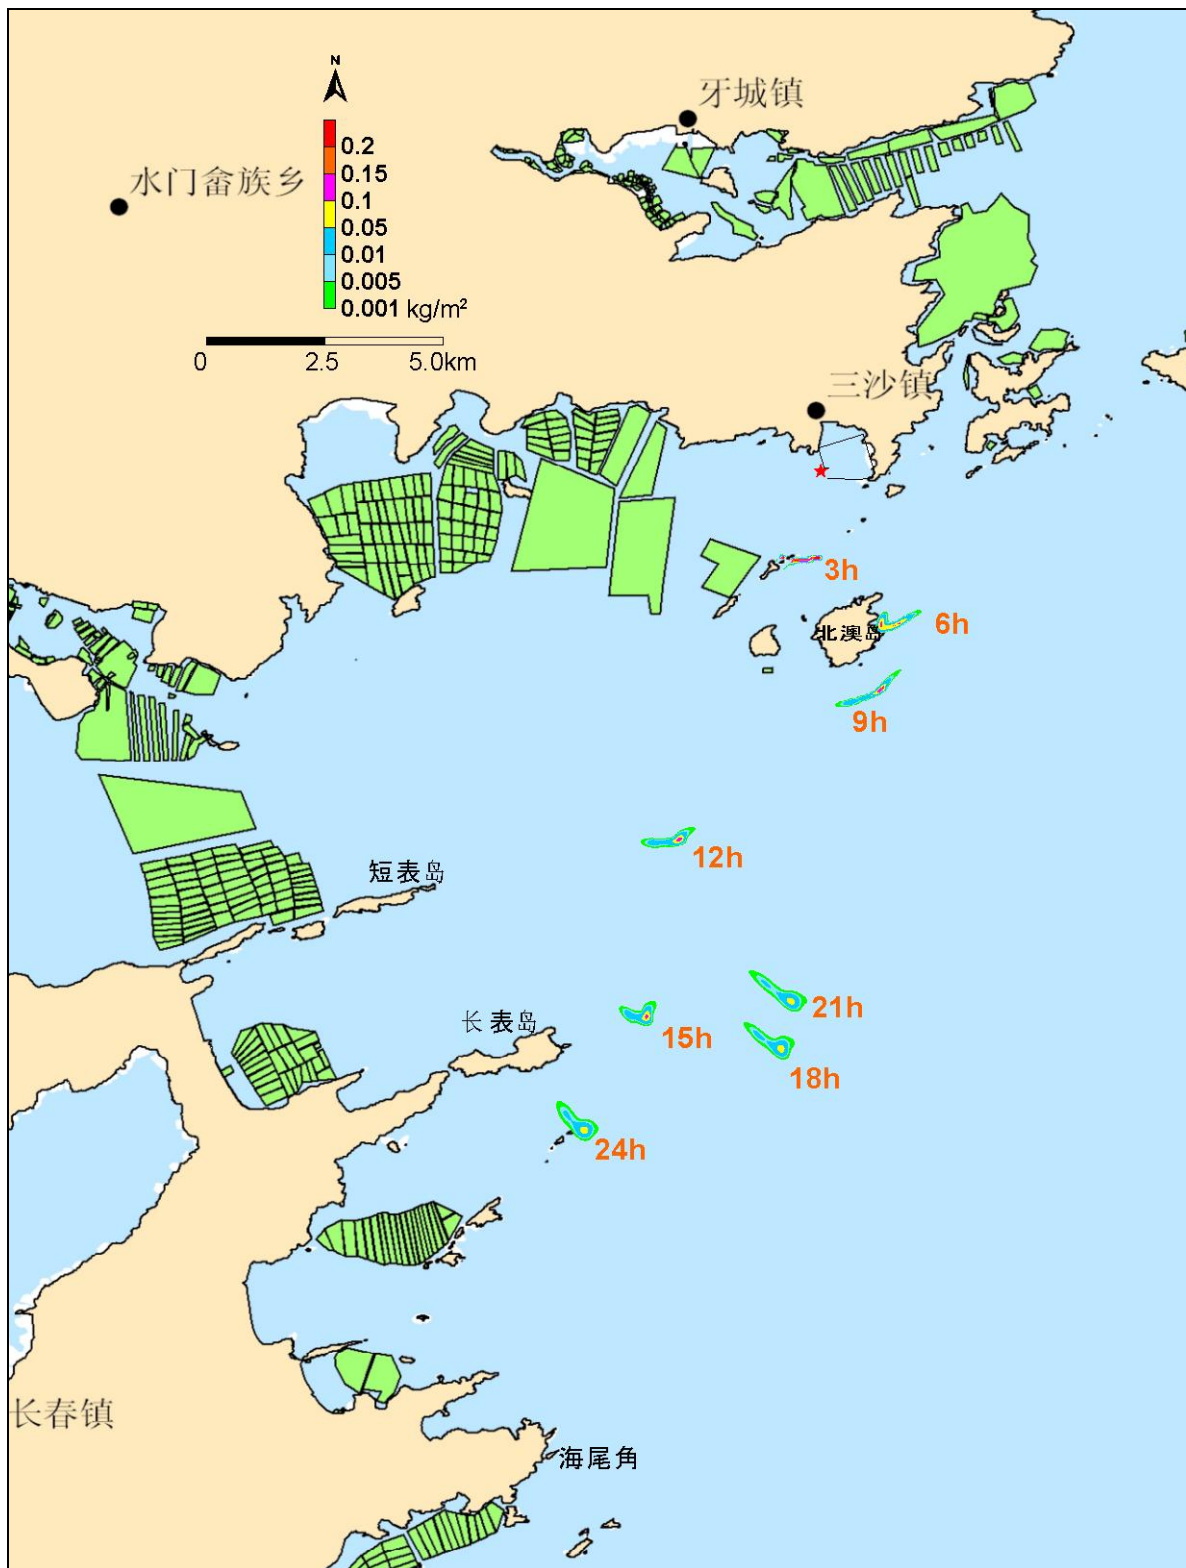 N
牙城镇
0.2
0.15
水门畲族乡
0.1
0.05
0.01
0.005
0.001 kg/m²
0 2.5 5.0km
三沙镇
3h
北澳岛
6h
9h
12h
短表岛
21h
长表岛
15h
18h
24h
长春镇
海尾角